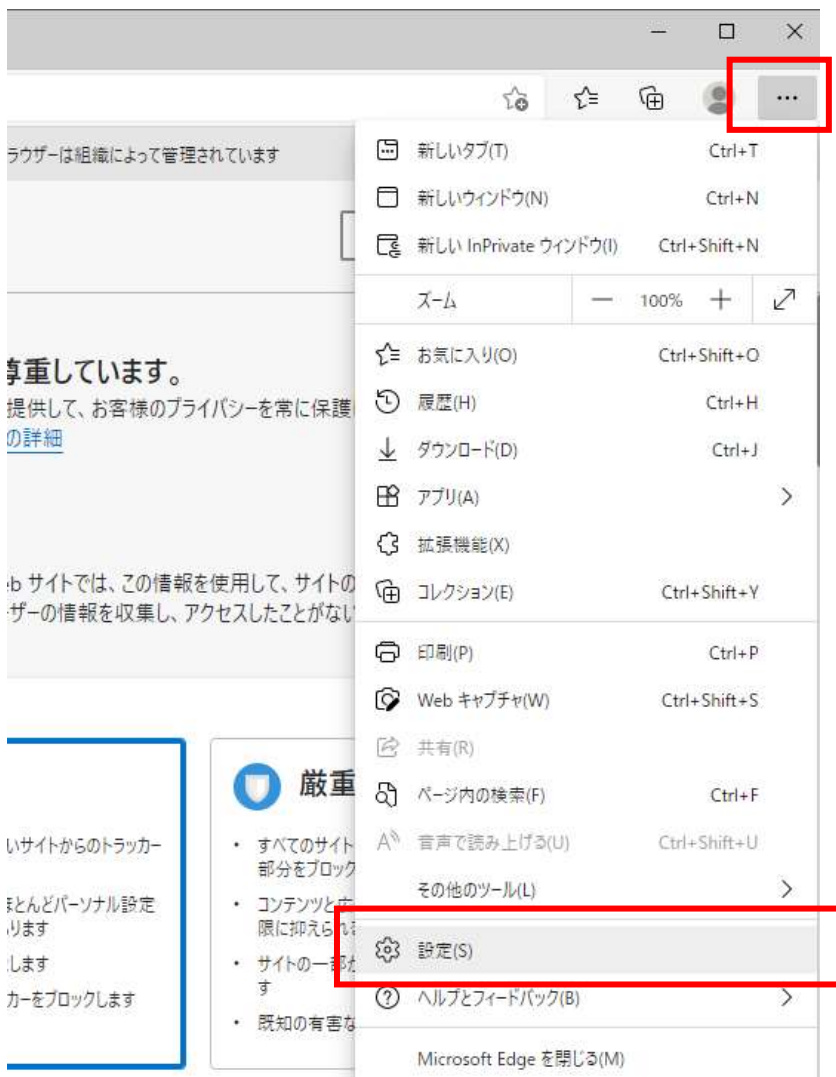 ラウザーは組織によって管理されています
新しいタブ(T) Ctrl+T
新しいウィンドウ(N) Ctrl+N
新しい InPrivate ウィンドウ(I) Ctrl+Shift+N
ズーム 100%
お気に入り(O) Ctrl+Shift+O
履歴(H) Ctrl+H
ダウンロード(D) Ctrl+J
アプリ(A)
拡張機能(X)
コレクション(E) Ctrl+Shift+Y
印刷(P) Ctrl+P
Web キャプチャ(W) Ctrl+Shift+S
共有(R)
ページ内の検索(F) Ctrl+F
音声で読み上げる(U) Ctrl+Shift+U
その他のツール(L)
設定(S)
ヘルプとフィードバック(B)
Microsoft Edge を閉じる(M)
尊重しています。
提供して、お客様のプライバシーを常に保護
の詳細
eb サイトでは、この情報を使用して、サイトの
ーザーの情報を収集し、アクセスしたことがない
いサイトからのトラッカー
ほとんどパーソナル設定
ります
します
カーをブロックします
厳重
• すべてのサイト
部分をブロック
• コンテンツと
限に抑えられ
• サイトの一部が
す
• 既知の有害な